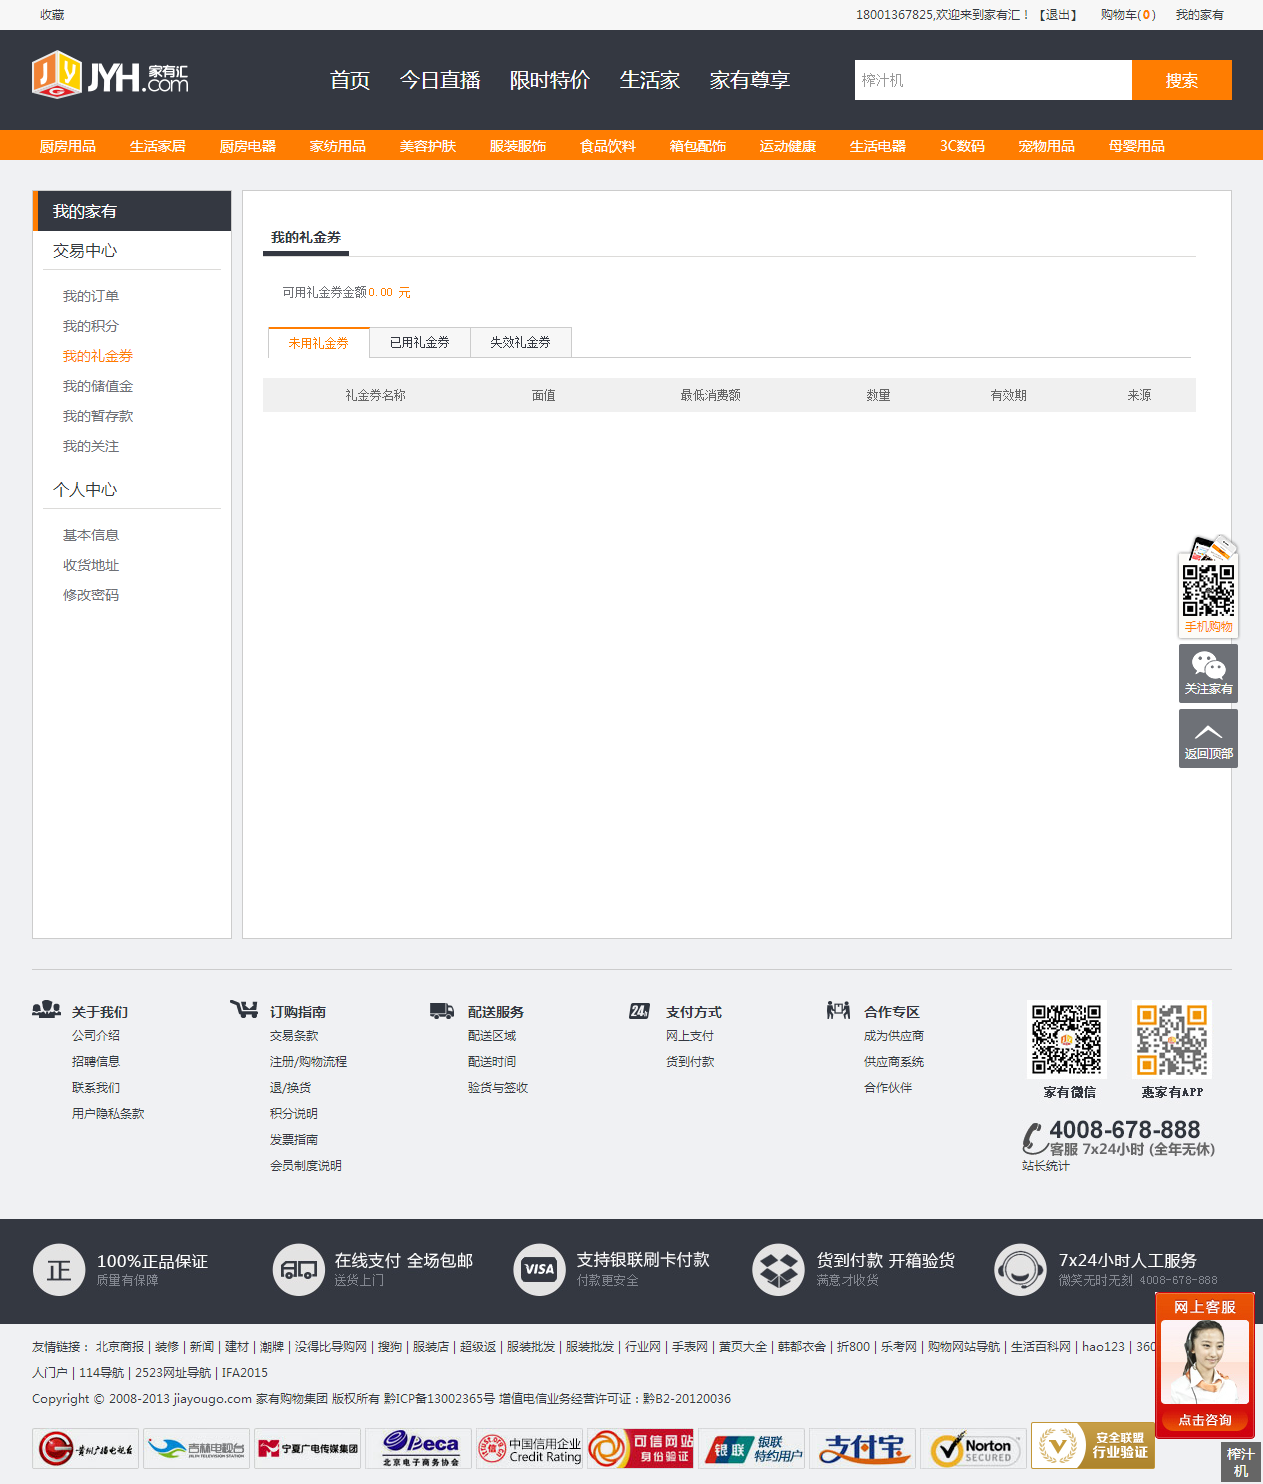 收藏
18001367825,欢迎来到家有汇！【退出】 购物车(0) 我的家有
JYH.com 家有汇
首页 今日直播 限时特价 生活家 家有尊享
榨汁机 搜索
厨房用品 生活家居 厨房电器 家纺用品 美容护肤 服装服饰 食品饮料 箱包配饰 运动健康 生活电器 3C数码 宠物用品 母婴用品
我的家有
交易中心
我的订单
我的积分
我的礼金券
我的储值金
我的暂存款
我的关注
个人中心
基本信息
收货地址
修改密码
我的礼金券
可用礼金券金额0.00 元
未用礼金券 已用礼金券 失效礼金券
礼金券名称 面值 最低消费额 数量 有效期 来源
手机购物
关注家有
返回顶部
关于我们
公司介绍
招聘信息
联系我们
用户隐私条款
订购指南
交易条款
注册/购物流程
退/换货
积分说明
发票指南
会员制度说明
配送服务
配送区域
配送时间
验货与签收
24h 支付方式
网上支付
货到付款
合作专区
成为供应商
供应商系统
合作伙伴
家有微信 惠家有APP
4008-678-888
客服 7x24小时 (全年无休)
站长统计
正 100%正品保证
质量有保障
在线支付 全场包邮
送货上门
VISA 支持银联刷卡付款
付款更安全
货到付款 开箱验货
满意才收货
7x24小时人工服务
微笑无时无刻 4008-678-888
网上客服
点击咨询
友情链接： 北京商报 | 装修 | 新闻 | 建材 | 潮牌 | 没得比导购网 | 搜狗 | 服装店 | 超级返 | 服装批发 | 服装批发 | 行业网 | 手表网 | 黄页大全 | 韩都衣舍 | 折800 | 乐考网 | 购物网站导航 | 生活百科网 | hao123 | 360
人门户 | 114导航 | 2523网址导航 | IFA2015
Copyright © 2008-2013 jiayougo.com 家有购物集团 版权所有 黔ICP备13002365号 增值电信业务经营许可证：黔B2-20120036
贵州广播电视台
吉林电视台
JILIN TELEVISION STATION
宁夏广电传媒集团
Beca
北京电子商务协会
中国信用企业
Credit Rating
可信网站
身份验证
银联 银联特约用户
支付宝
Norton
SECURED
安全联盟
行业验证
榨汁机